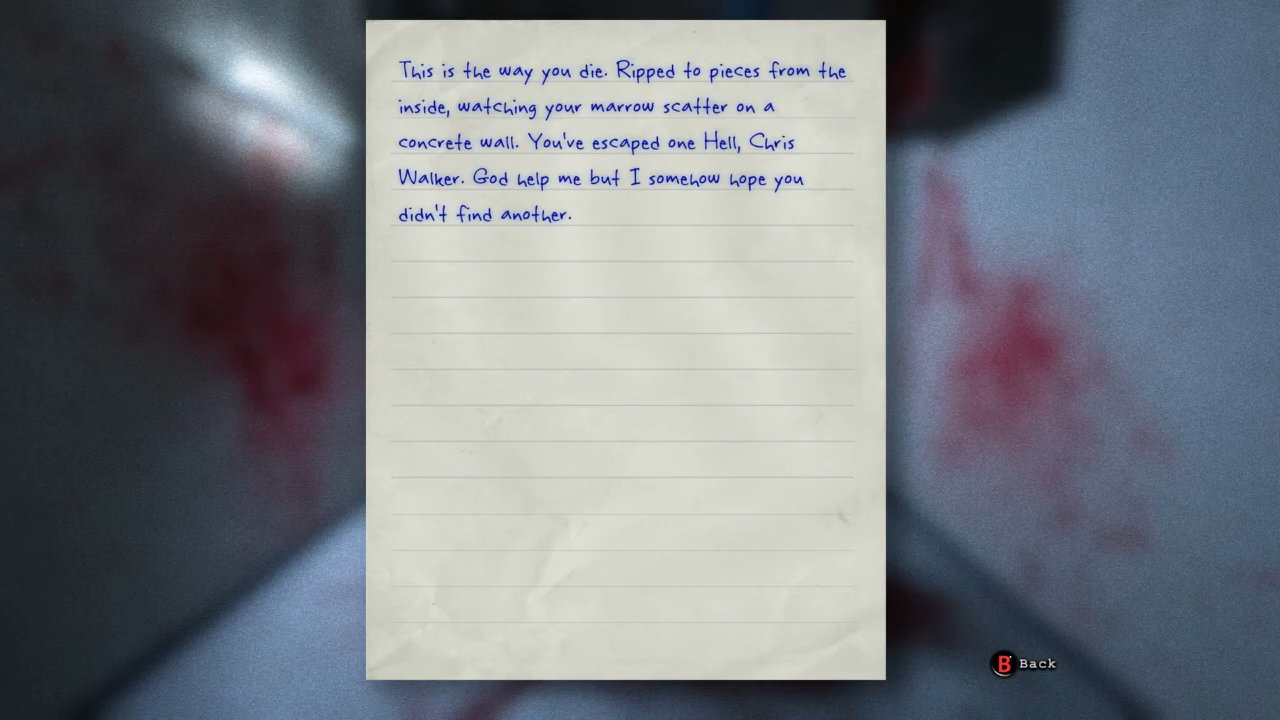 This is the way you die. Ripped to pieces from the
inside, watching your marrow scatter on a
concrete wall. You've escaped one Hell, Chris
Walker. God help me but I somehow hope you
didn't find another.
B Back